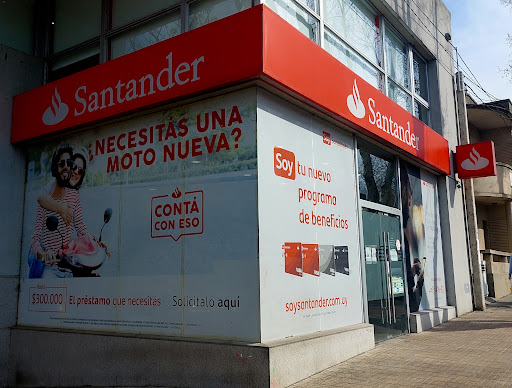 Santander
¿NECESITÁS UNA
MOTO NUEVA?
CONTÁ
CON ESO
$300.000
El préstamo que necesitas
Solicitalo aquí
Santander
Soy
tu nuevo
programa
de beneficios
soysantander.com.uy